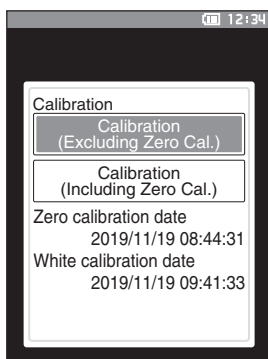 12:34
Calibration
Calibration
(Excluding Zero Cal.)
Calibration
(Including Zero Cal.)
Zero calibration date
2019/11/19 08:44:31
White calibration date
2019/11/19 09:41:33